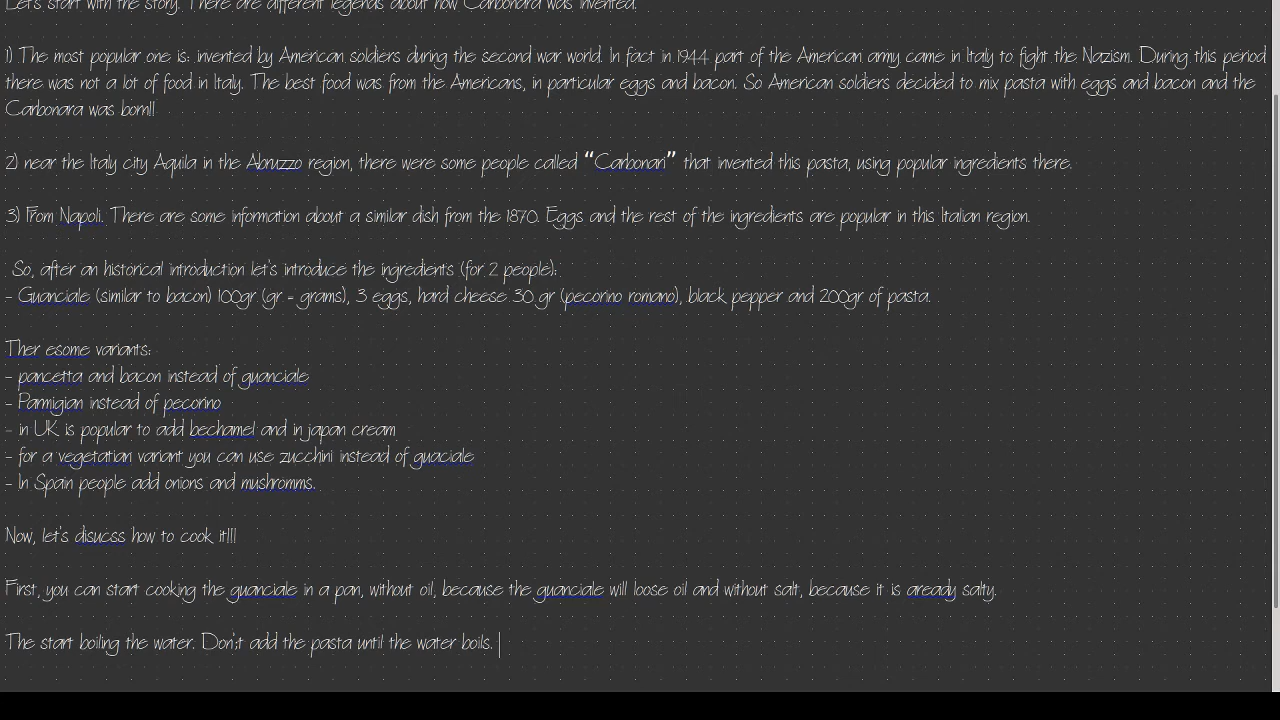 Let's start with the story. There are different legends about how Carbonara was invented.
1) The most popular one is: invented by American soldiers during the second war world. In fact in 1944 part of the American army came in Italy to fight the Nazism. During this period
there was not a lot of food in Italy. The best food was from the Americans, in particular eggs and bacon. So American soldiers decided to mix pasta with eggs and bacon and the
Carbonara was born!!
2) near the Italy city Aquila in the Abruzzo region, there were some people called “Carbonari” that invented this pasta, using popular ingredients there.
3) From Napoli. There are some information about a similar dish from the 1870. Eggs and the rest of the ingredients are popular in this Italian region.
So, after an historical introduction let's introduce the ingredients (for 2 people):
- Guanciale (similar to bacon) 100gr (gr = grams), 3 eggs, hard cheese 30 gr (pecorino romano), black pepper and 200gr of pasta.
Ther esome variants:
- pancetta and bacon instead of guanciale
- Parmigian instead of pecorino
- in UK is popular to add bechamel and in japan cream
- for a vegetatian variant you can use zucchini instead of guaciale
- In Spain people add onions and mushromms.
Now, let's disucss how to cook it!!!
First, you can start cooking the guanciale in a pan, without oil, because the guanciale will loose oil and without salt, because it is aready salty.
The start boiling the water. Don;t add the pasta until the water boils.